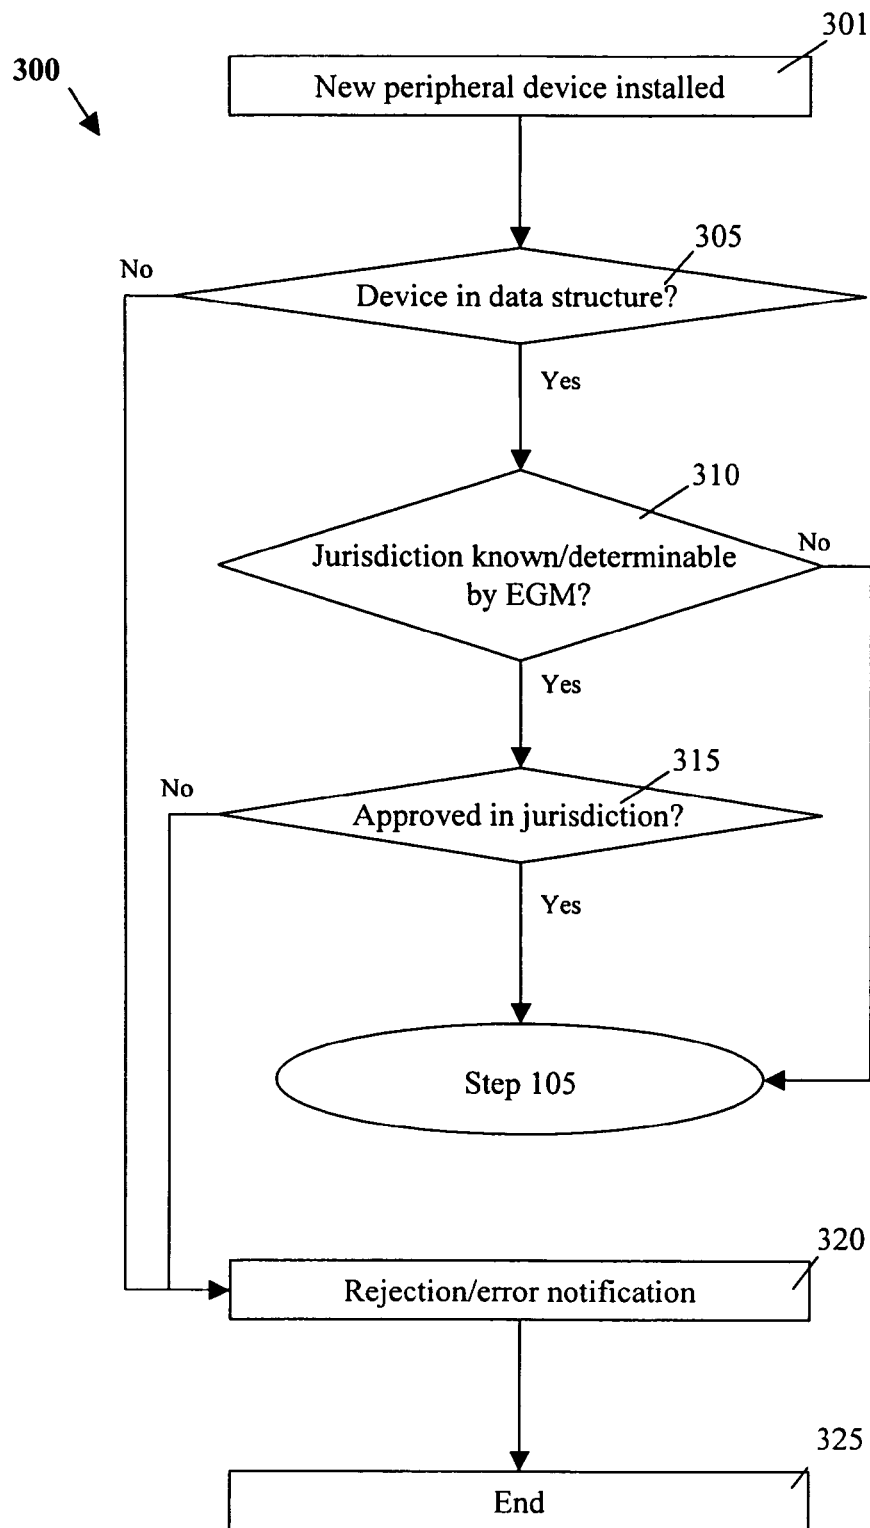 301
300
New peripheral device installed
305
No
Device in data structure?
Yes
310
No
Jurisdiction known/determinable
by EGM?
Yes
315
No
Approved in jurisdiction?
Yes
Step 105
320
Rejection/error notification
325
End